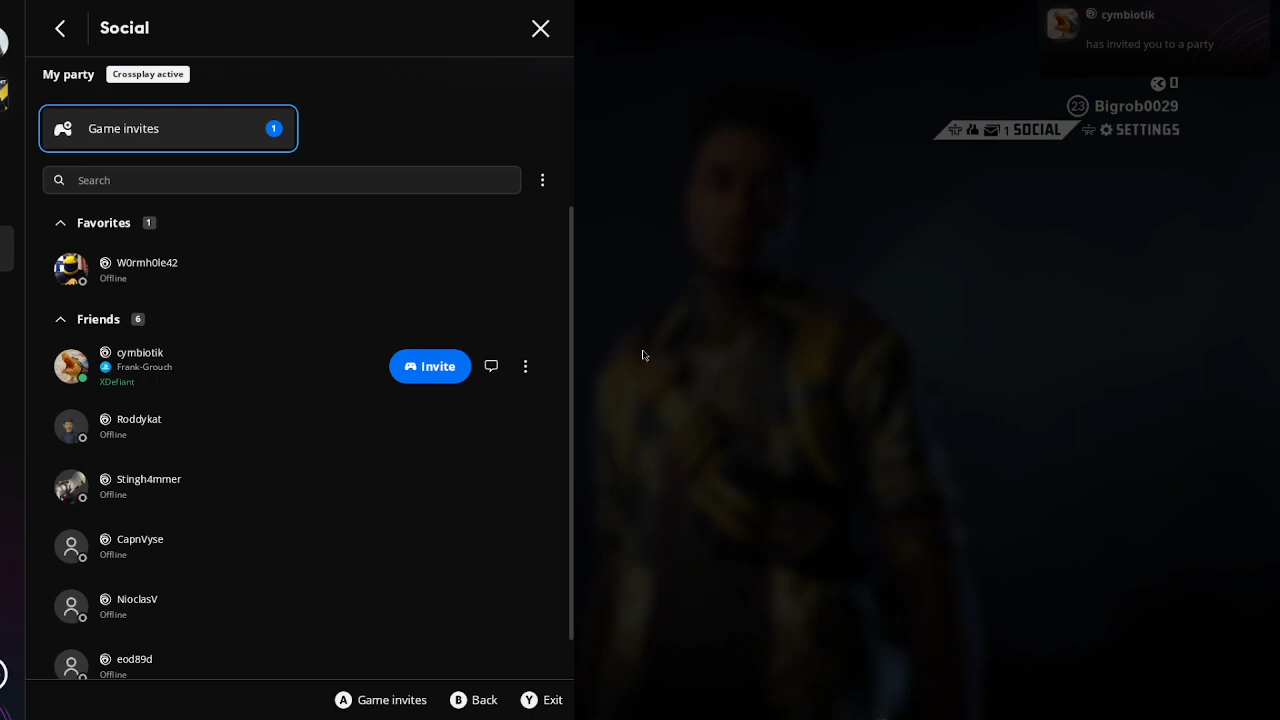 Social
My party Crossplay active
Game invites 1
Search
Favorites 1
W0rmh0le42
Offline
Friends 6
cymbiotik
Frank-Grouch
XDefiant
Invite
Roddykat
Offline
Stingh4mmer
Offline
CapnVyse
Offline
NioclasV
Offline
eod89d
Offline
A Game invites B Back Y Exit
cymbiotik
has invited you to a party
0
23 Bigrob0029
1 SOCIAL SETTINGS